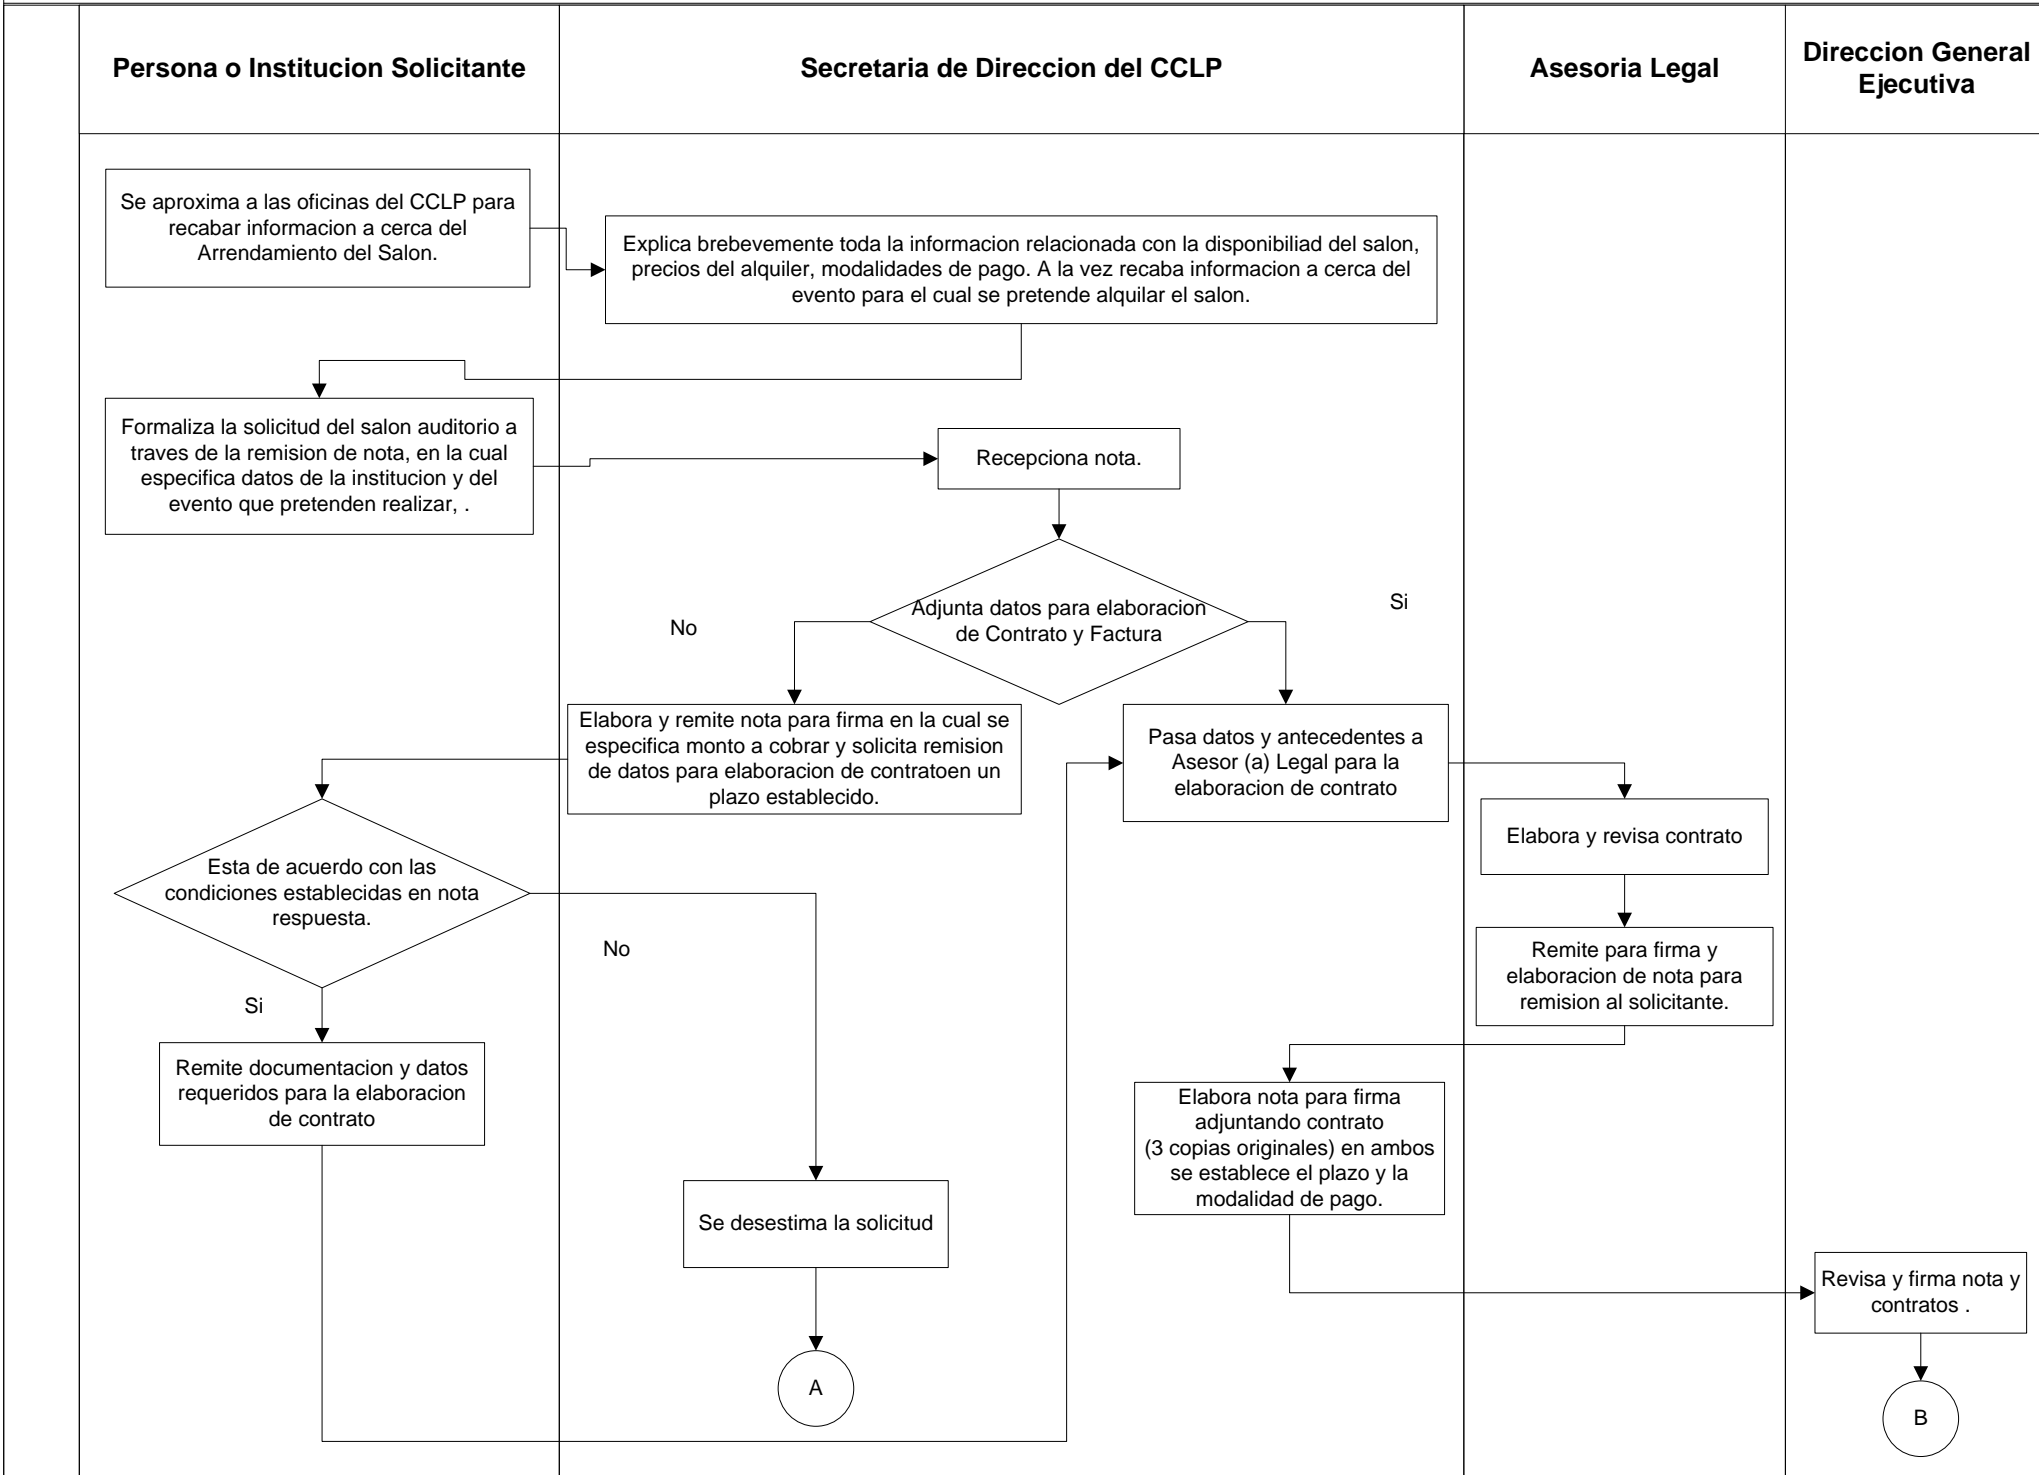 Persona o Institucion Solicitante
Secretaria de Direccion del CCLP
Asesoria Legal
Direccion General
Ejecutiva
Se aproxima a las oficinas del CCLP para
recabar informacion a cerca del
Arrendamiento del Salon.
Explica brebevemente toda la informacion relacionada con la disponibiliad del salon,
precios del alquiler, modalidades de pago. A la vez recaba informacion a cerca del
evento para el cual se pretende alquilar el salon.
Formaliza la solicitud del salon auditorio a
traves de la remision de nota, en la cual
especifica datos de la institucion y del
evento que pretenden realizar, .
Recepciona nota.
Adjunta datos para elaboracion
de Contrato y Factura
No
Si
Elabora y remite nota para firma en la cual se
especifica monto a cobrar y solicita remision
de datos para elaboracion de contratoen un
plazo establecido.
Pasa datos y antecedentes a
Asesor (a) Legal para la
elaboracion de contrato
Elabora y revisa contrato
Esta de acuerdo con las
condiciones establecidas en nota
respuesta.
No
Si
Remite para firma y
elaboracion de nota para
remision al solicitante.
Remite documentacion y datos
requeridos para la elaboracion
de contrato
Elabora nota para firma
adjuntando contrato
(3 copias originales) en ambos
se establece el plazo y la
modalidad de pago.
Se desestima la solicitud
Revisa y firma nota y
contratos .
A
B